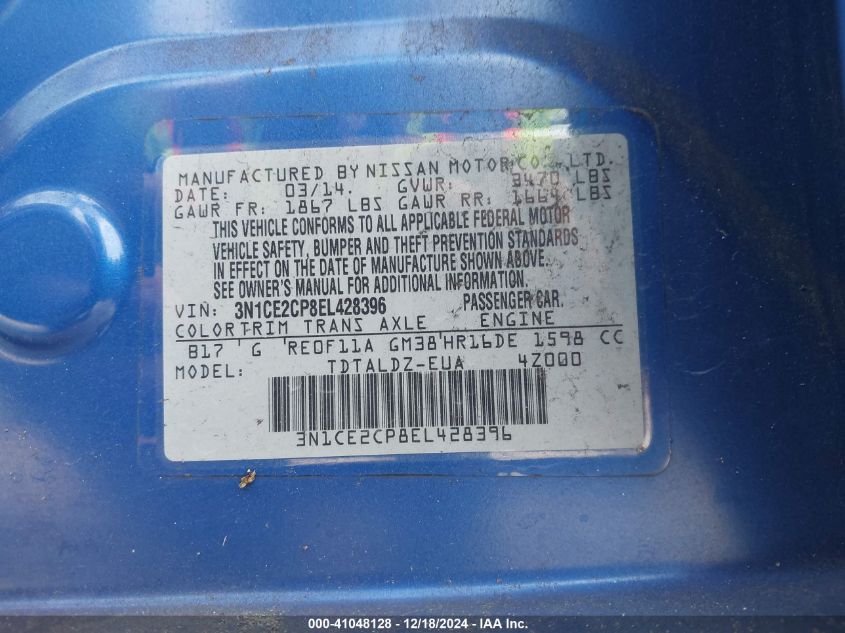 MANUFACTURED BY NISSAN MOTOR CO., LTD.
DATE: 03/14. GVWR: 3470 LBS
GAWR FR: 1867 LBS GAWR RR: 1664 LBS
THIS VEHICLE CONFORMS TO ALL APPLICABLE FEDERAL MOTOR
VEHICLE SAFETY, BUMPER AND THEFT PREVENTION STANDARDS
IN EFFECT ON THE DATE OF MANUFACTURE SHOWN ABOVE.
SEE OWNER'S MANUAL FOR ADDITIONAL INFORMATION.
VIN: 3N1CE2CP8EL428396 PASSENGER CAR.
COLOR TRIM TRANS AXLE ENGINE
B17 'G 'RE0F11A GM38'HR16DE 1598 CC
MODEL: TDTALDZ-EUA 4Z000
3N1CE2CP8EL428396
000-41048128 - 12/18/2024 - IAA Inc.